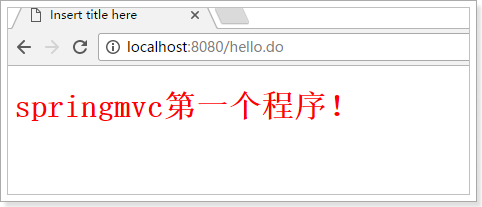 Insert title here
localhost:8080/hello.do
springmvc第一个程序！